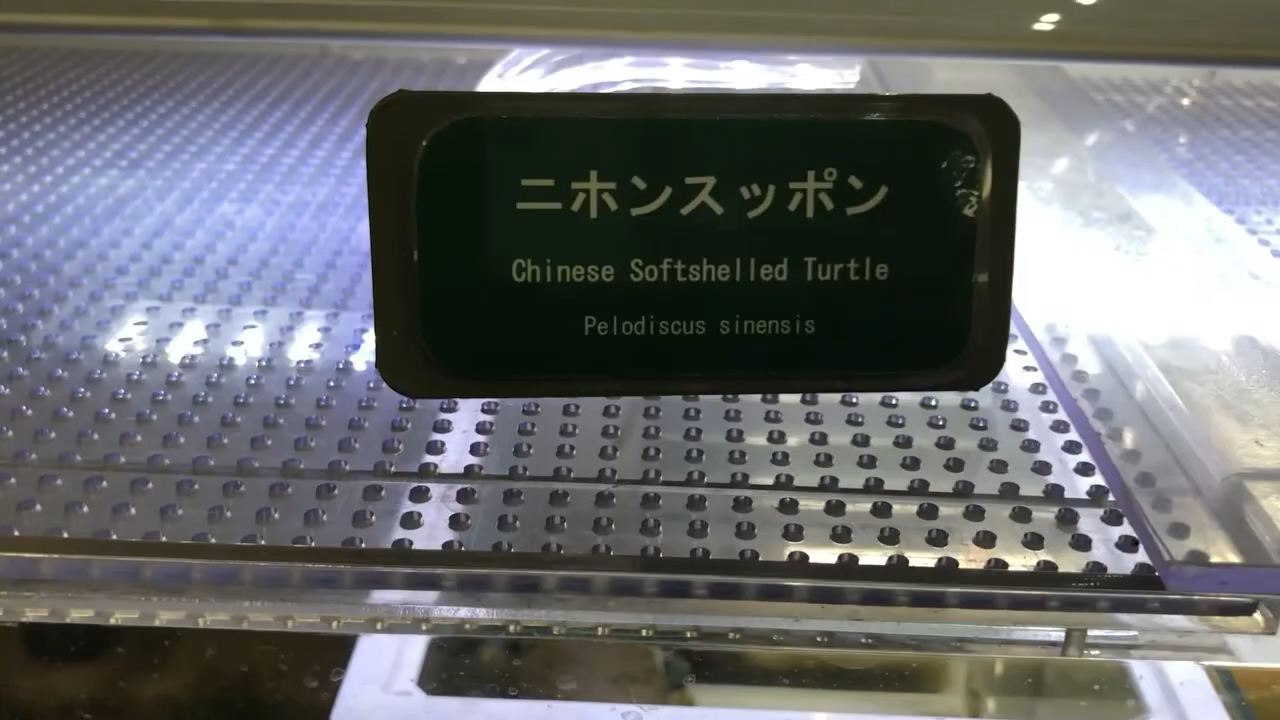 ニホンスッポン
Chinese Softshelled Turtle
Pelodiscus sinensis